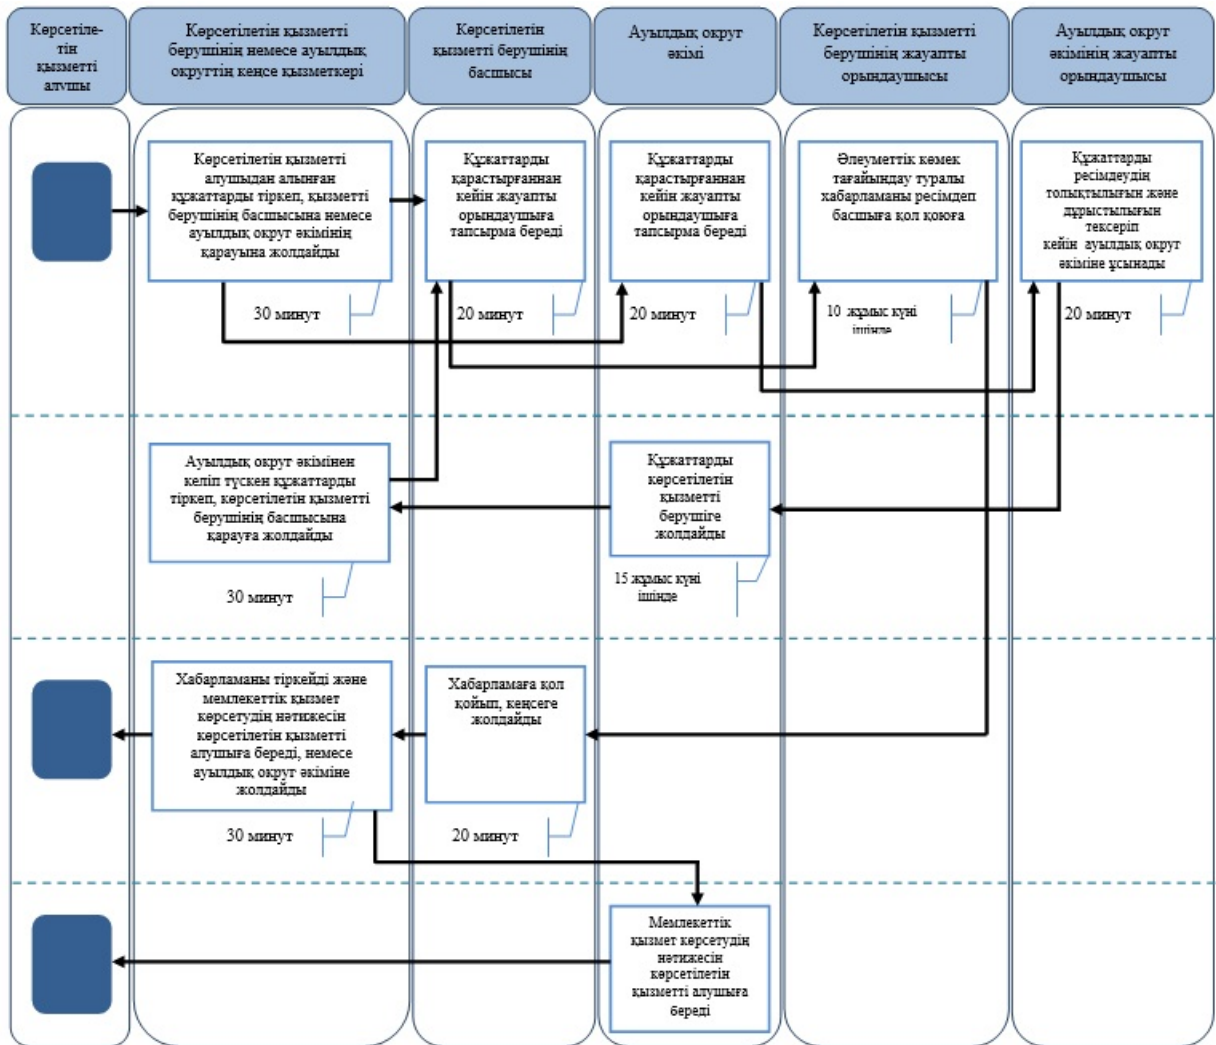 Көрсетіле-
тін
қызметті
алушы
Көрсетілетін қызметті
берушінің немесе ауылдық
округтің кеңсе қызметкері
Көрсетілетін
қызметті берушінің
басшысы
Ауылдық округ
әкімі
Көрсетілетін қызметті
берушінің жауапты
орындаушысы
Ауылдық округ
әкімінің жауапты
орындаушысы
Көрсетілетін қызметті
алушыдан алынған
құжаттарды тіркеп, қызметті
берушінің басшысына немесе
ауылдық округ әкімінің
қарауына жолдайды
30 минут
Құжаттарды
қарастырғаннан
кейін жауапты
орындаушыға
тапсырма береді
20 минут
Құжаттарды
қарастырғаннан
кейін жауапты
орындаушыға
тапсырма береді
20 минут
Әлеуметтік көмек
тағайындау туралы
хабарламаны ресімдеп
басшыға қол қоюға
10 жұмыс күні
ішінде
Құжаттарды
ресімдеудің
толықтылығын және
дұрыстылығын
тексеріп
кейін ауылдық округ
әкіміне ұсынады
20 минут
Ауылдық округ әкімінен
келіп түскен құжаттарды
тіркеп, көрсетілетін қызметті
берушінің басшысына
қарауға жолдайды
30 минут
Құжаттарды
көрсетілетін
қызметті
берушіге
жолдайды
15 жұмыс күні
ішінде
Хабарламаны тіркейді және
мемлекеттік қызмет
көрсетудің нәтижесін
көрсетілетін қызметті
алушыға береді, немесе
ауылдық округ әкіміне
жолдайды
30 минут
Хабарламаға қол
қойып, кеңсеге
жолдайды
20 минут
Мемлекеттік
қызмет көрсетудің
нәтижесін
көрсетілетін
қызметті алушыға
береді